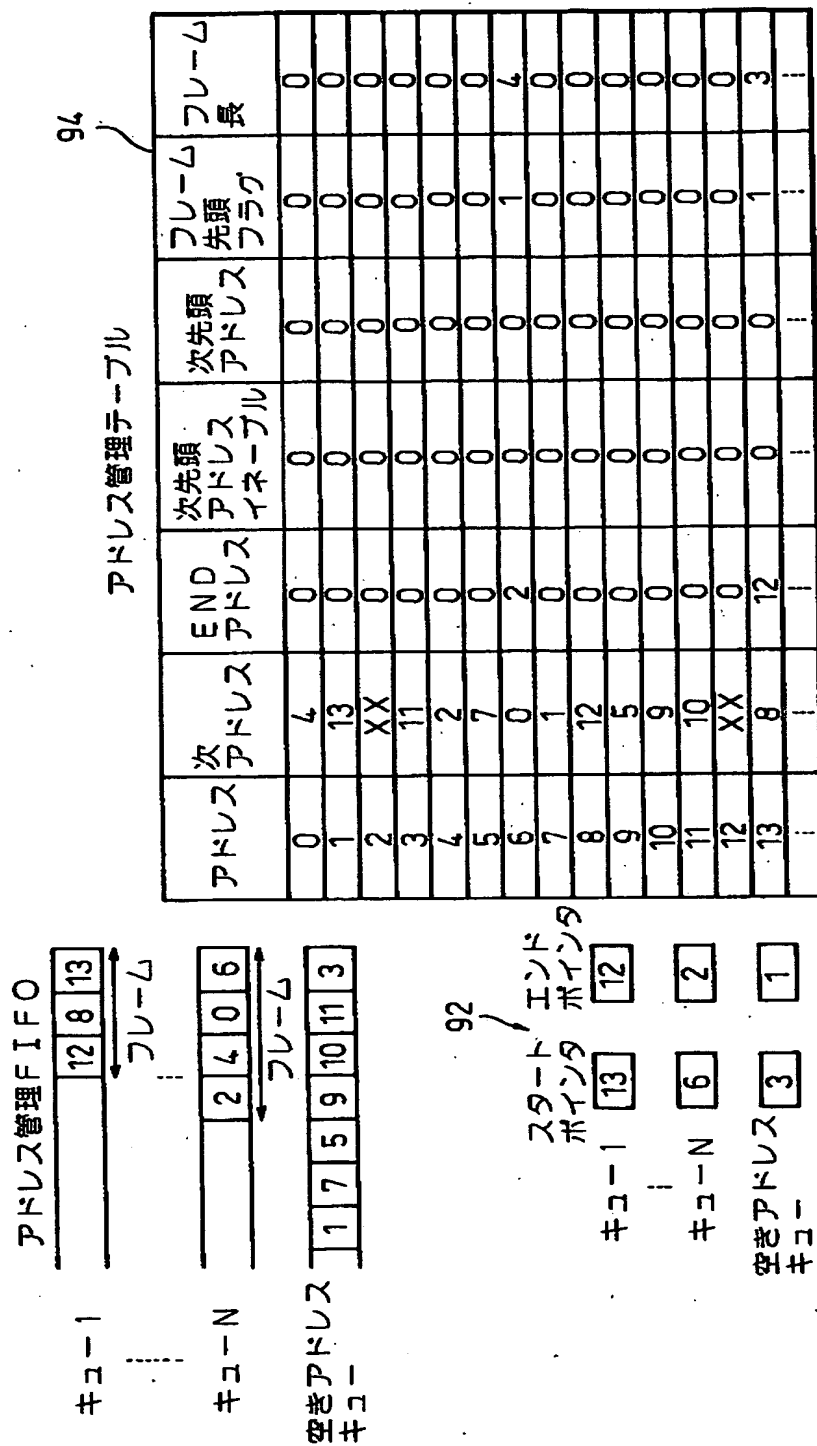 アドレス管理FIFO
キュー1
12 8 13
フレーム
キューN
2 4 0 6
フレーム
空きアドレス
キュー
1 7 5 9 10 11 3
92
スタート
ポインタ
エンド
ポインタ
キュー1
13
12
キューN
6
2
空きアドレス
キュー
3
1
アドレス管理テーブル
94
アドレス
次
アドレス
END
アドレス
次先頭
アドレス
イネーブル
次先頭
アドレス
フレーム
先頭
フラグ
フレーム
長
0 4 0 0 0 0 0
1 13 0 0 0 0 0
2 XX 0 0 0 0 0
3 11 0 0 0 0 0
4 2 0 0 0 0 0
5 7 0 0 0 0 0
6 0 2 0 0 1 4
7 1 0 0 0 0 0
8 12 0 0 0 0 0
9 5 0 0 0 0 0
10 9 0 0 0 0 0
11 10 0 0 0 0 0
12 XX 0 0 0 0 0
13 8 12 0 0 1 3